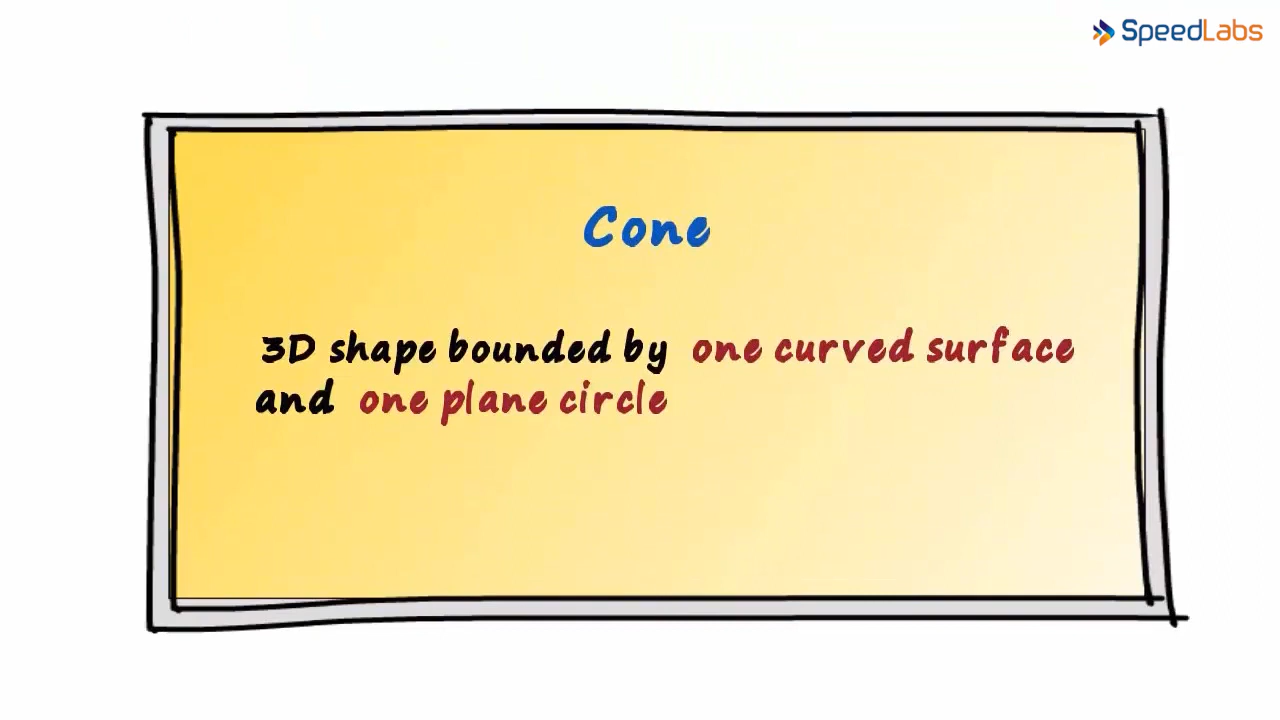 SpeedLabs
Cone
3D shape bounded by one curved surface
and one plane circle